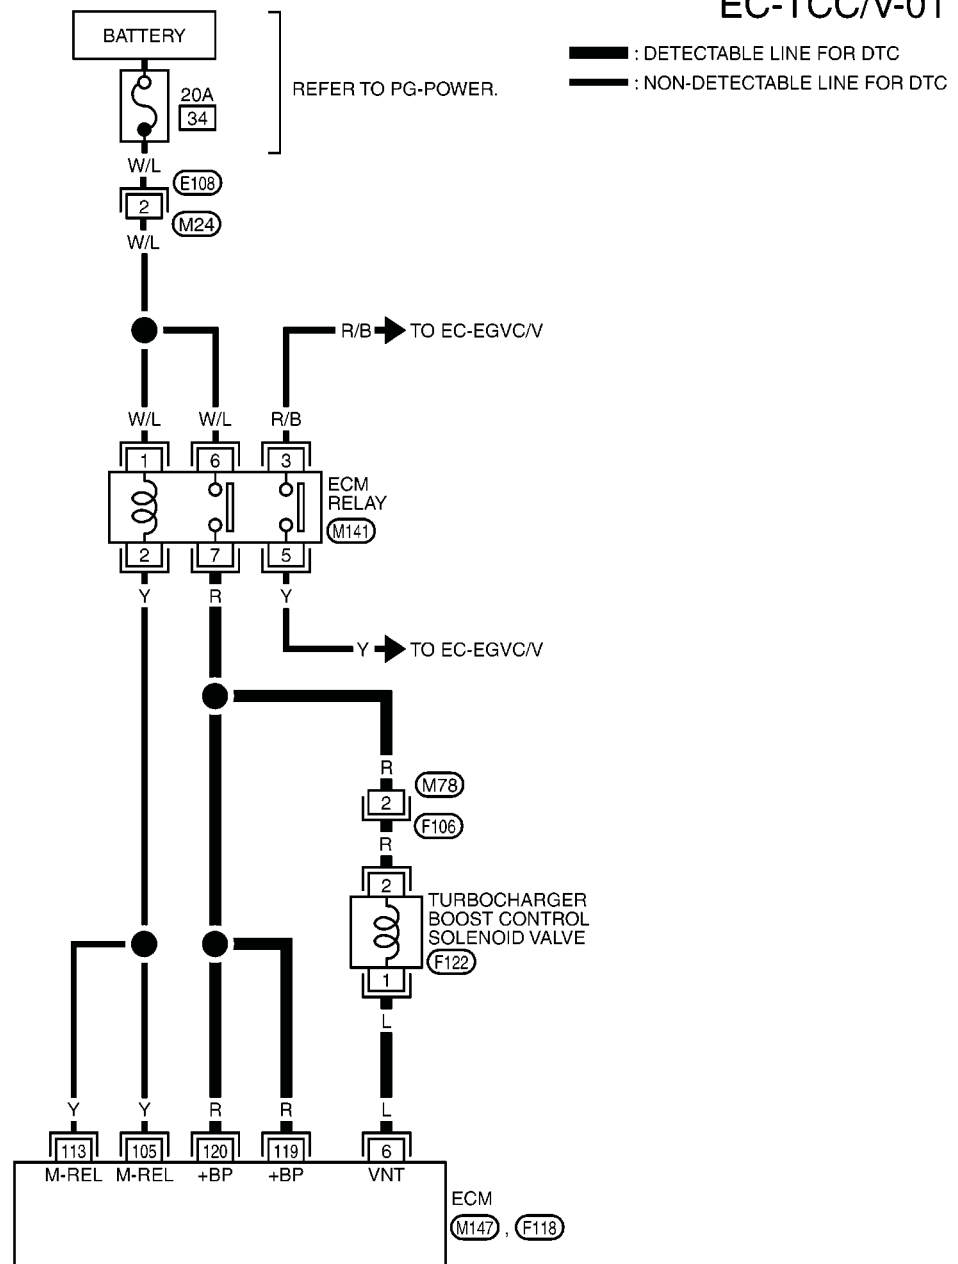 EC-TCC/V-01
BATTERY
: DETECTABLE LINE FOR DTC
: NON-DETECTABLE LINE FOR DTC
REFER TO PG-POWER.
20A
34
W/L
E108
2
M24
W/L
R/B
TO EC-EGVC/V
W/L W/L R/B
1 6 3
ECM
RELAY
M141
2 7 5
Y R Y
Y
TO EC-EGVC/V
R
M78
2
F106
R
2
TURBOCHARGER
BOOST CONTROL
SOLENOID VALVE
F122
1
L
Y Y R R L
113 105 120 119 6
M-REL M-REL +BP +BP VNT
ECM
M147 , F118